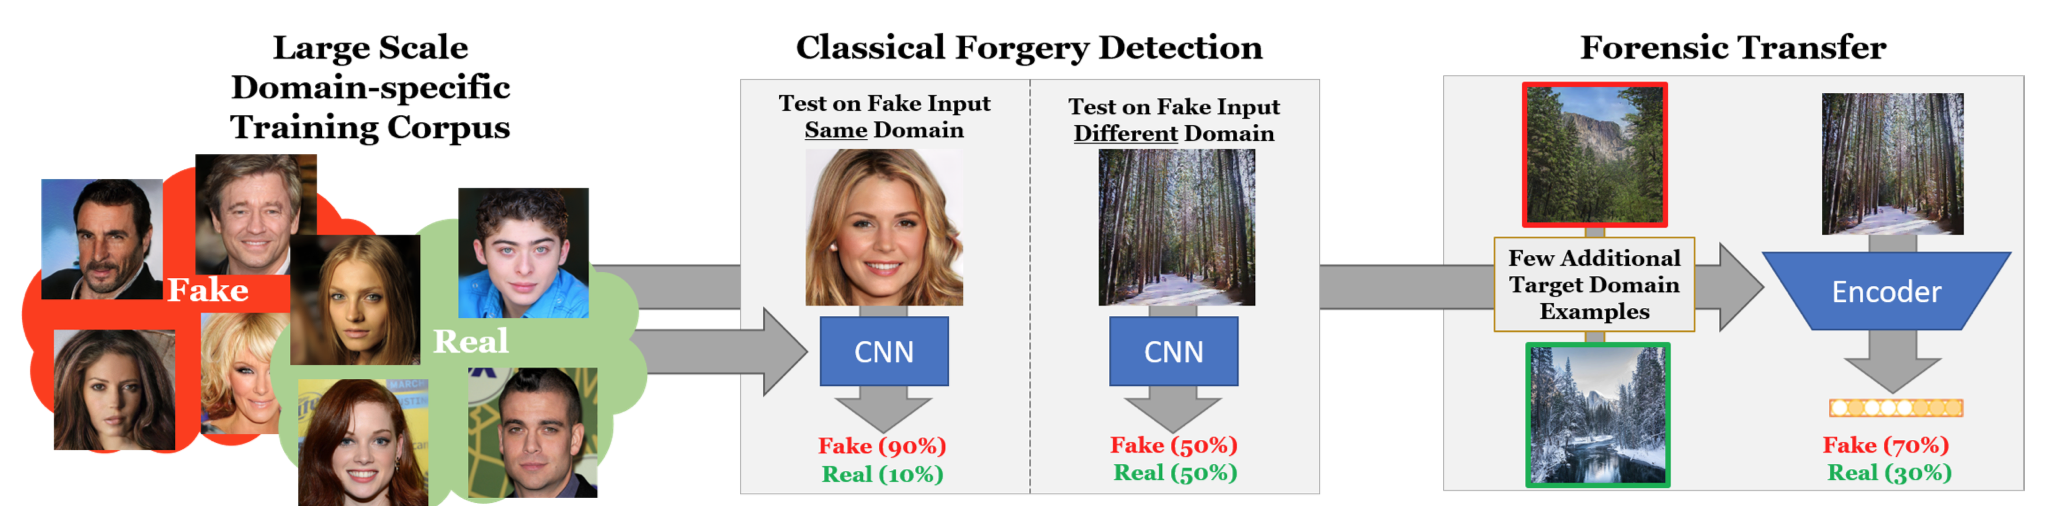 Large Scale
Domain-specific
Training Corpus
Fake
Real
MARCH
Classical Forgery Detection
Test on Fake Input
Same Domain
CNN
Fake (90%)
Real (10%)
Test on Fake Input
Different Domain
CNN
Fake (50%)
Real (50%)
Forensic Transfer
Few Additional
Target Domain
Examples
Encoder
Fake (70%)
Real (30%)